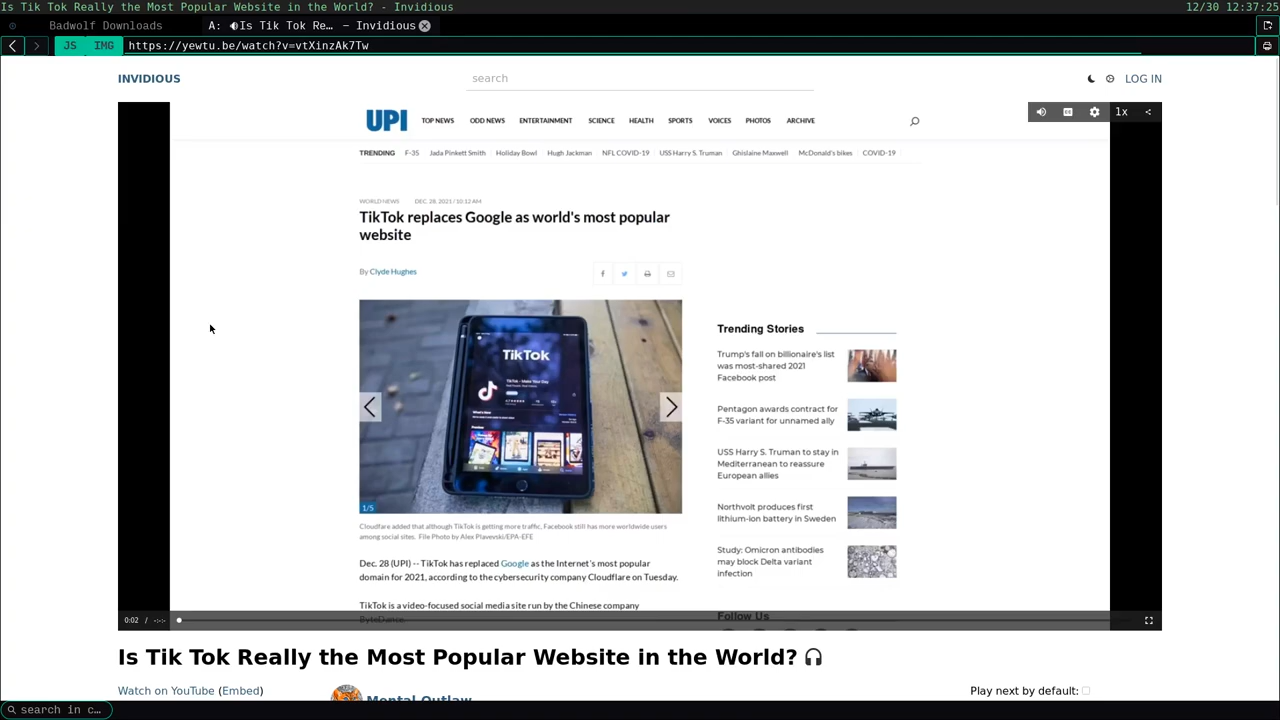 Is Tik Tok Really the Most Popular Website in the World? - Invidious
12/30 12:37:25
Badwolf Downloads
A: Is Tik Tok Re… – Invidious
JS IMG https://yewtu.be/watch?v=vtXinzAk7Tw
INVIDIOUS
search
LOG IN
UPI
TOP NEWS ODD NEWS ENTERTAINMENT SCIENCE HEALTH SPORTS VOICES PHOTOS ARCHIVE
1x
TRENDING F-35 Jada Pinkett Smith Holiday Bowl Hugh Jackman NFL COVID-19 USS Harry S. Truman Ghislaine Maxwell McDonald's bikes COVID-19
WORLD NEWS DEC. 28, 2021 / 10:12 AM
TikTok replaces Google as world's most popular
website
By Clyde Hughes
TikTok
TikTok - Make Your Day
1/5
Cloudfare added that although TikTok is getting more traffic, Facebook still has more worldwide users
among social sites. File Photo by Alex Plavevski/EPA-EFE
Dec. 28 (UPI) -- TikTok has replaced Google as the Internet's most popular
domain for 2021, according to the cybersecurity company Cloudflare on Tuesday.
TikTok is a video-focused social media site run by the Chinese company
ByteDance.
Trending Stories
Trump's fall on billionaire's list
was most-shared 2021
Facebook post
Pentagon awards contract for
F-35 variant for unnamed ally
USS Harry S. Truman to stay in
Mediterranean to reassure
European allies
Northvolt produces first
lithium-ion battery in Sweden
Study: Omicron antibodies
may block Delta variant
infection
Follow Us
0:02 / -:-:-
Is Tik Tok Really the Most Popular Website in the World?
Watch on YouTube (Embed)
Mental Outlaw
Play next by default:
search in c…